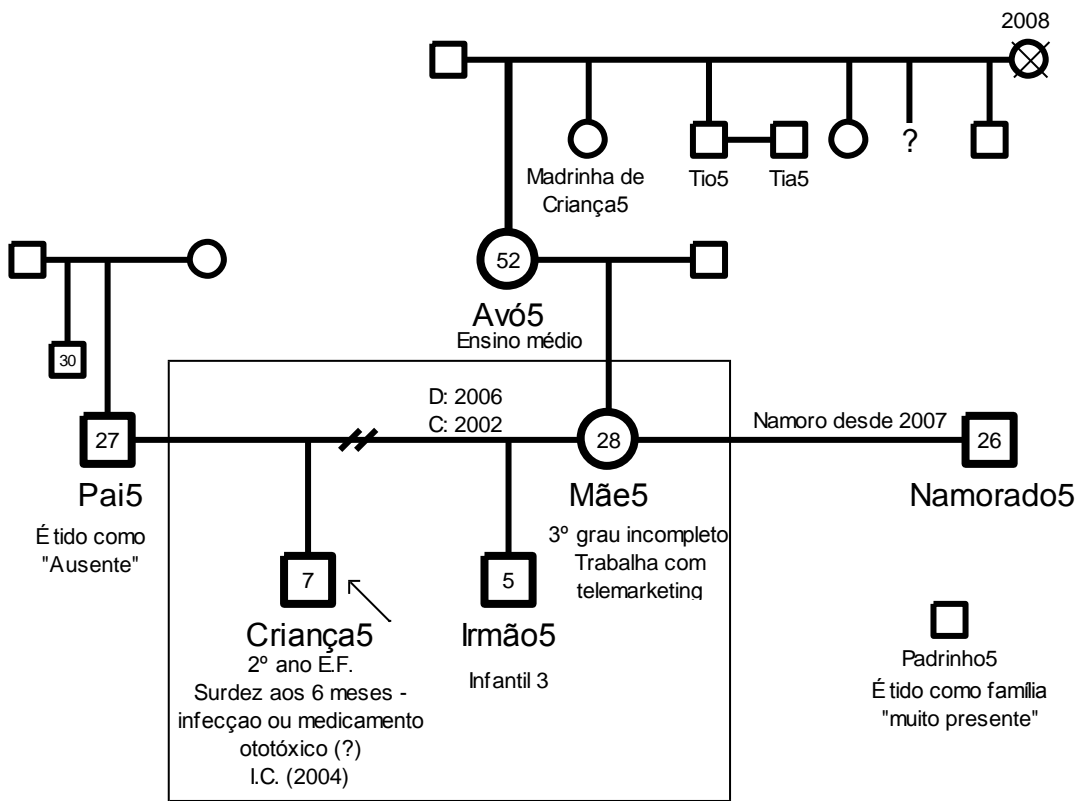 2008
?
Madrinha de
Criança5
Tio5
Tia5
52
Avó5
Ensino médio
30
D: 2006
C: 2002
27
28
Namoro desde 2007
26
Pai5
É tido como
"Ausente"
Mãe5
3º grau incompleto
Trabalha com
telemarketing
Namorado5
7
5
Criança5
2º ano E.F.
Surdez aos 6 meses -
infecçao ou medicamento
ototóxico (?)
I.C. (2004)
Irmão5
Infantil 3
Padrinho5
É tido como família
"muito presente"